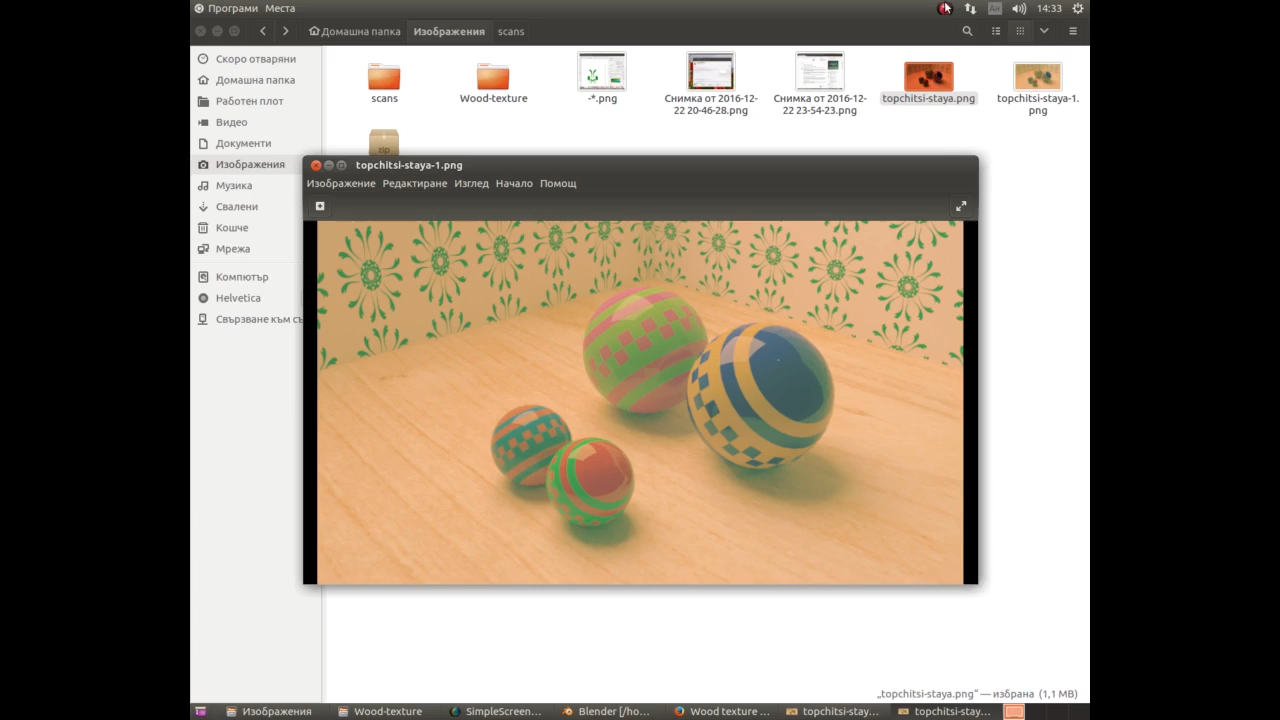 Програми Места
14:33
Домашна папка Изображения scans
Скоро отваряни
Домашна папка
Работен плот
Видео
Документи
Изображения
Музика
Свалени
Кошче
Мрежа
Компютър
Helvetica
Свързване към
scans
Wood-texture
-*.png
Снимка от 2016-12-
22 20-46-28.png
Снимка от 2016-12-
22 23-54-23.png
topchitsi-staya.png
topchitsi-staya-1.
png
zip
topchitsi-staya-1.png
Изображение Редактиране Изглед Начало Помощ
„topchitsi-staya.png“ — избрана (1,1 MB)
Изображения Wood-texture SimpleScreen... Blender [/ho... Wood texture ... topchitsi-stay... topchitsi-stay...